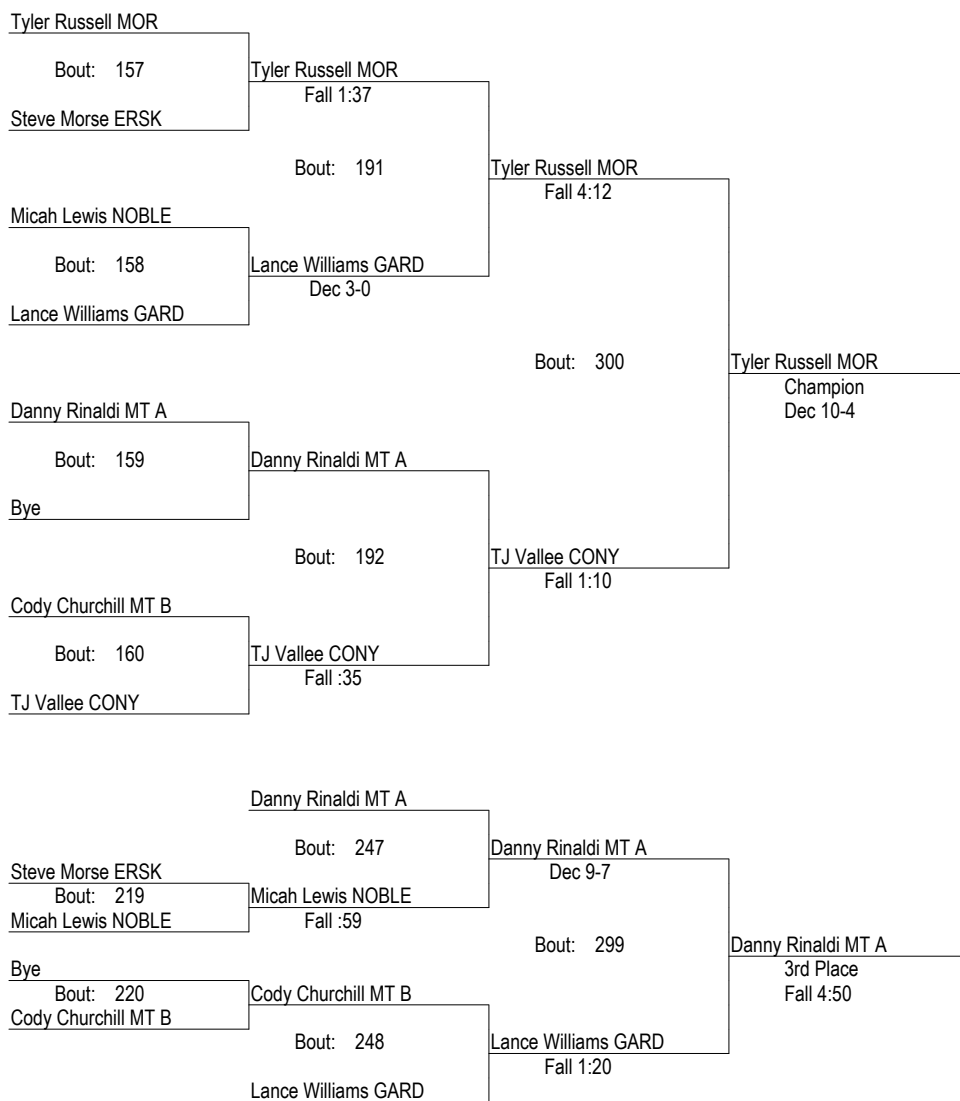 Tyler Russell MOR
Bout: 157
Tyler Russell MOR
Fall 1:37
Steve Morse ERSK
Bout: 191
Tyler Russell MOR
Fall 4:12
Micah Lewis NOBLE
Bout: 158
Lance Williams GARD
Dec 3-0
Lance Williams GARD
Bout: 300
Tyler Russell MOR
Champion
Dec 10-4
Danny Rinaldi MT A
Bout: 159
Danny Rinaldi MT A
Bye
Bout: 192
TJ Vallee CONY
Fall 1:10
Cody Churchill MT B
Bout: 160
TJ Vallee CONY
Fall :35
TJ Vallee CONY
Danny Rinaldi MT A
Bout: 247
Danny Rinaldi MT A
Dec 9-7
Steve Morse ERSK
Bout: 219
Micah Lewis NOBLE
Micah Lewis NOBLE
Fall :59
Bout: 299
Danny Rinaldi MT A
3rd Place
Fall 4:50
Bye
Bout: 220
Cody Churchill MT B
Cody Churchill MT B
Bout: 248
Lance Williams GARD
Fall 1:20
Lance Williams GARD